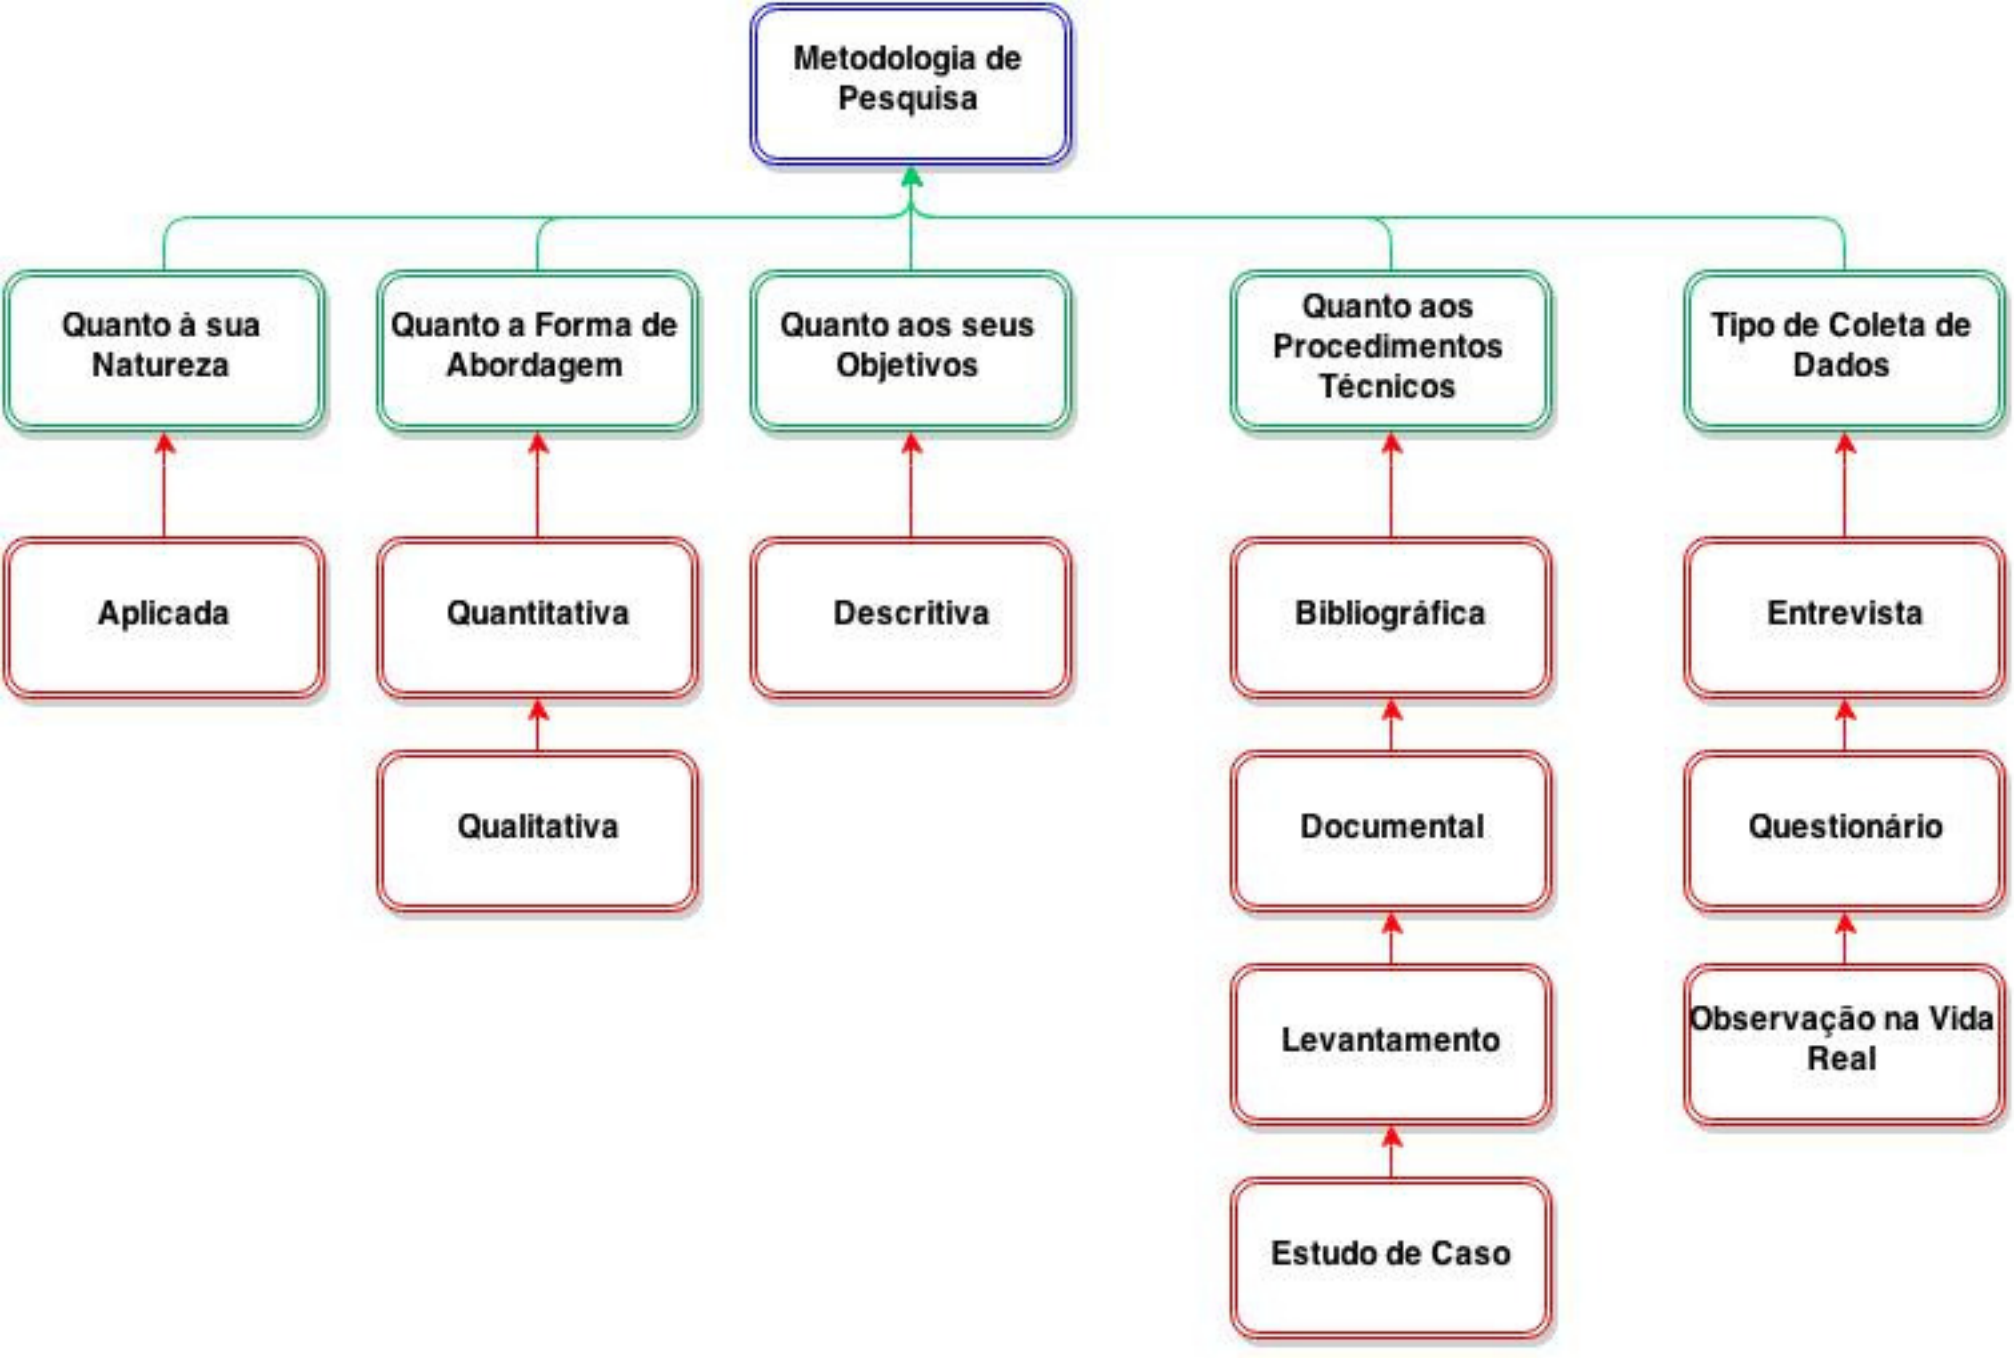 Metodologia de
Pesquisa
Quanto à sua
Natureza
Quanto a Forma de
Abordagem
Quanto aos seus
Objetivos
Quanto aos
Procedimentos
Técnicos
Tipo de Coleta de
Dados
Aplicada
Quantitativa
Descritiva
Bibliográfica
Entrevista
Qualitativa
Documental
Questionário
Levantamento
Observação na Vida
Real
Estudo de Caso